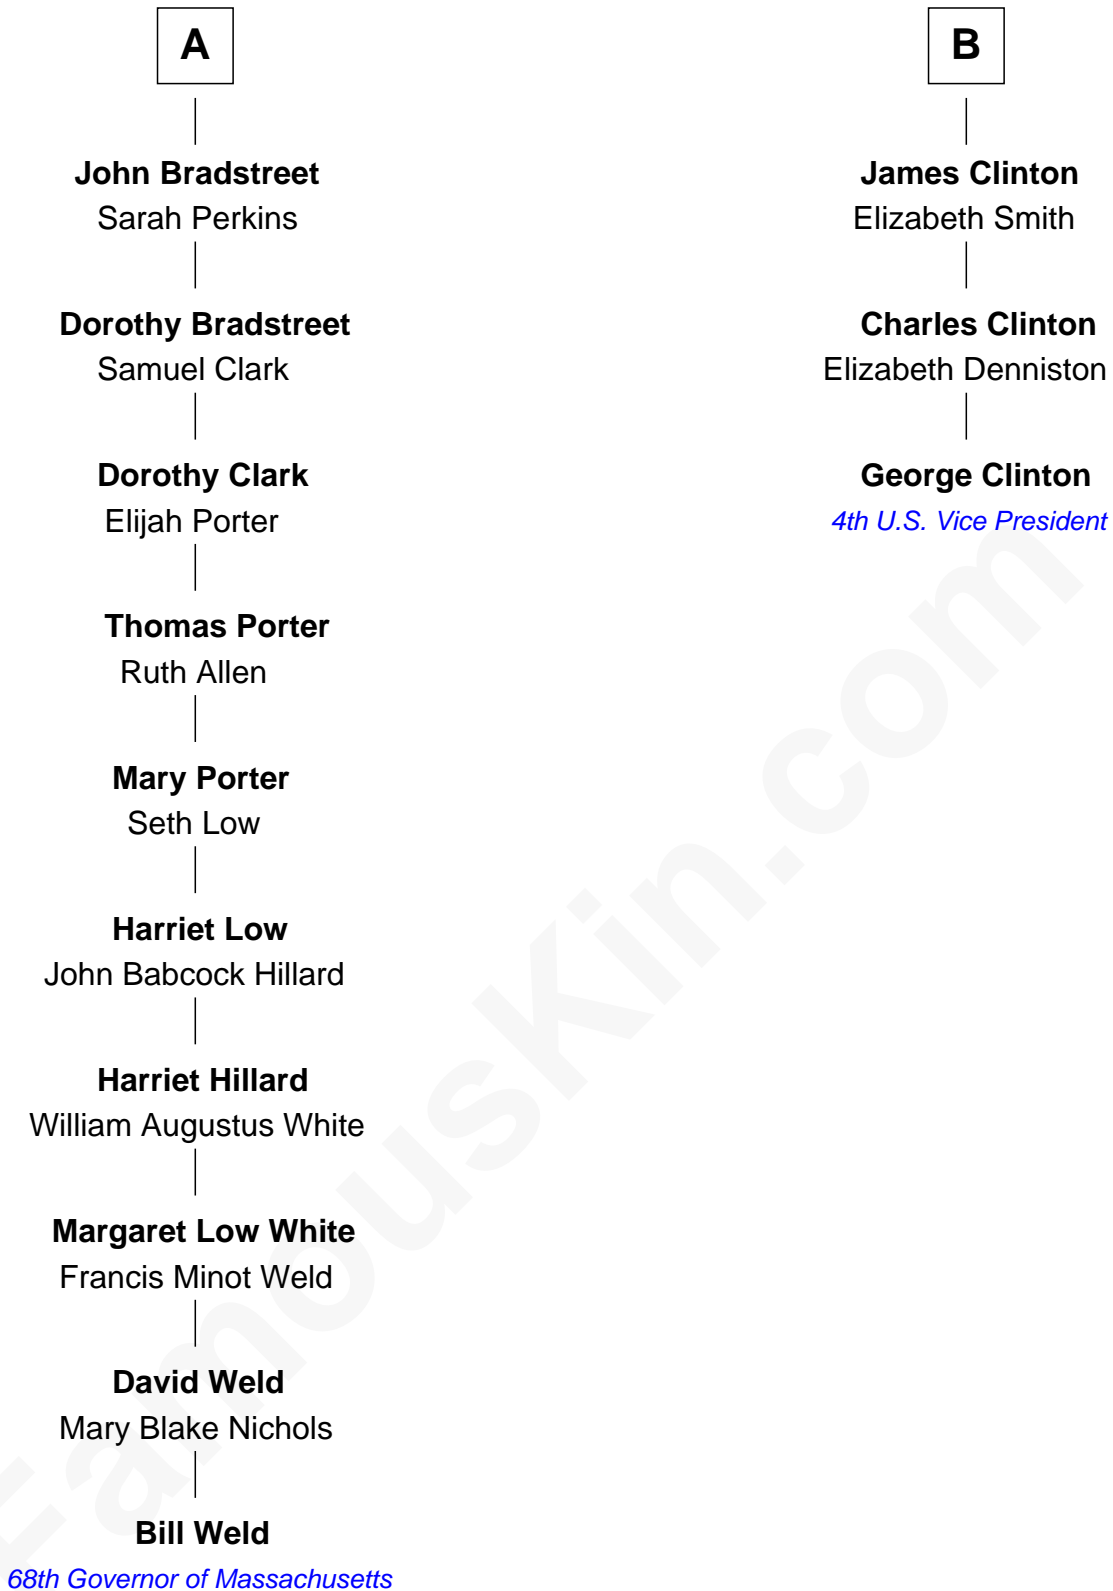 A
John Bradstreet
Sarah Perkins
Dorothy Bradstreet
Samuel Clark
Dorothy Clark
Elijah Porter
Thomas Porter
Ruth Allen
Mary Porter
Seth Low
Harriet Low
John Babcock Hillard
Harriet Hillard
William Augustus White
Margaret Low White
Francis Minot Weld
David Weld
Mary Blake Nichols
Bill Weld
68th Governor of Massachusetts
B
James Clinton
Elizabeth Smith
Charles Clinton
Elizabeth Denniston
George Clinton
4th U.S. Vice President
FamousKin.com